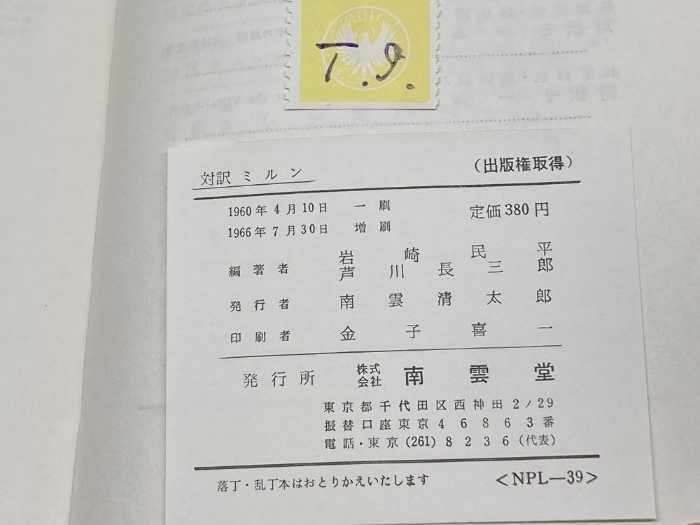 T.9.
対訳 ミルン
(出版権取得)
1960年 4月10日 一刷
定価380円
1966年 7月30日 増刷
編著者 岩崎民平
芦川長三郎
発行者 南雲清太郎
印刷者 金子喜一
発行所 株式会社 南雲堂
東京都千代田区西神田2ノ29
振替口座東京46863番
電話・東京(261)8236(代表)
落丁・乱丁本はおとりかえいたします
<NPL—39>